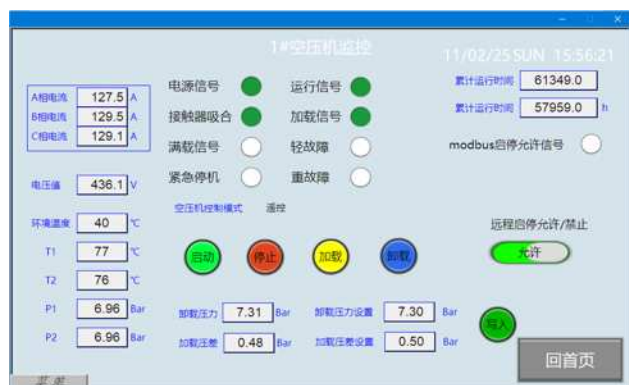 1#空压机监控
11/02/25 SUN 15:56:21
A相电流 127.5 A
B相电流 129.5 A
C相电流 129.1 A
电源信号 运行信号
接触器吸合 加载信号
满载信号 轻故障
紧急停机 重故障
累计运行时间 61349.0
累计运行时间 57959.0 h
modbus启停允许信号
电压值 436.1 V
空压机控制模式 遥控
环境温度 40 ℃
T1 77 ℃
T2 76 ℃
P1 6.96 Bar
P2 6.96 Bar
启动 停止 加载 卸载
远程启停允许/禁止
允许
卸载压力 7.31 Bar 卸载压力设置 7.30 Bar
加载压差 0.48 Bar 加载压差设置 0.50 Bar
写入
回首页
菜单